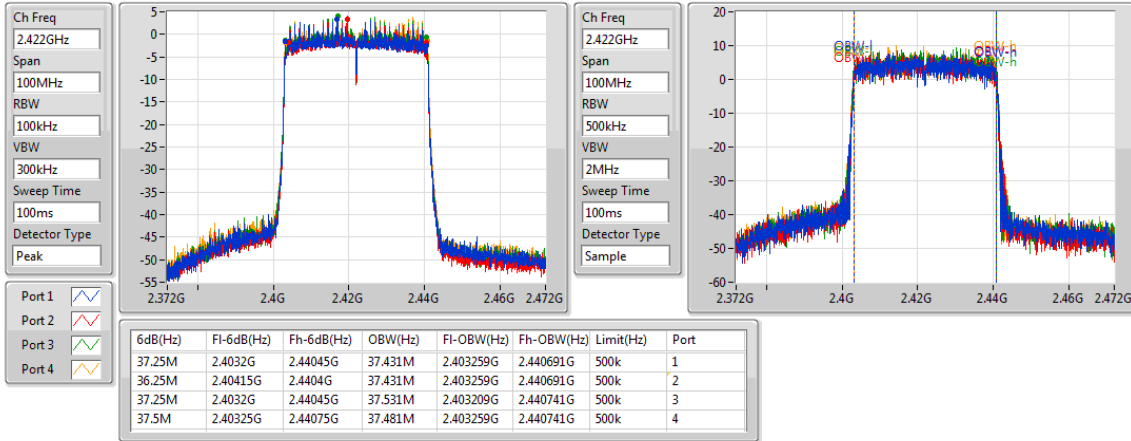 Ch Freq
2.422GHz
Span
100MHz
RBW
100kHz
VBW
300kHz
Sweep Time
100ms
Detector Type
Peak
5
0
-5
-10
-15
-20
-25
-30
-35
-40
-45
-50
-55
2.372G 2.4G 2.42G 2.44G 2.46G 2.472G
Ch Freq
2.422GHz
Span
100MHz
RBW
500kHz
VBW
2MHz
Sweep Time
100ms
Detector Type
Sample
20
10
0
-10
-20
-30
-40
-50
-60
OBW-l OBW-h
OBW-h
2.372G 2.4G 2.42G 2.44G 2.46G 2.472G
Port 1
Port 2
Port 3
Port 4
6dB(Hz) Fl-6dB(Hz) Fh-6dB(Hz) OBW(Hz) Fl-OBW(Hz) Fh-OBW(Hz) Limit(Hz) Port
37.25M 2.4032G 2.44045G 37.431M 2.403259G 2.440691G 500k 1
36.25M 2.40415G 2.4404G 37.431M 2.403259G 2.440691G 500k 2
37.25M 2.4032G 2.44045G 37.531M 2.403209G 2.440741G 500k 3
37.5M 2.40325G 2.44075G 37.481M 2.403259G 2.440741G 500k 4